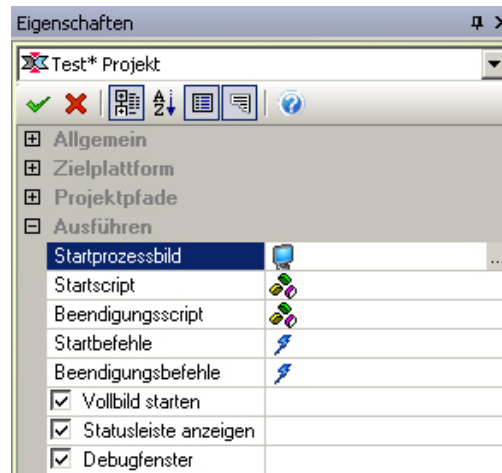 Eigenschaften
Test* Projekt
Allgemein
Zielplattform
Projektpfade
Ausführen
Startprozessbild
...
Startscript
Beendigungsscript
Startbefehle
Beendigungsbefehle
Vollbild starten
Statusleiste anzeigen
Debugfenster